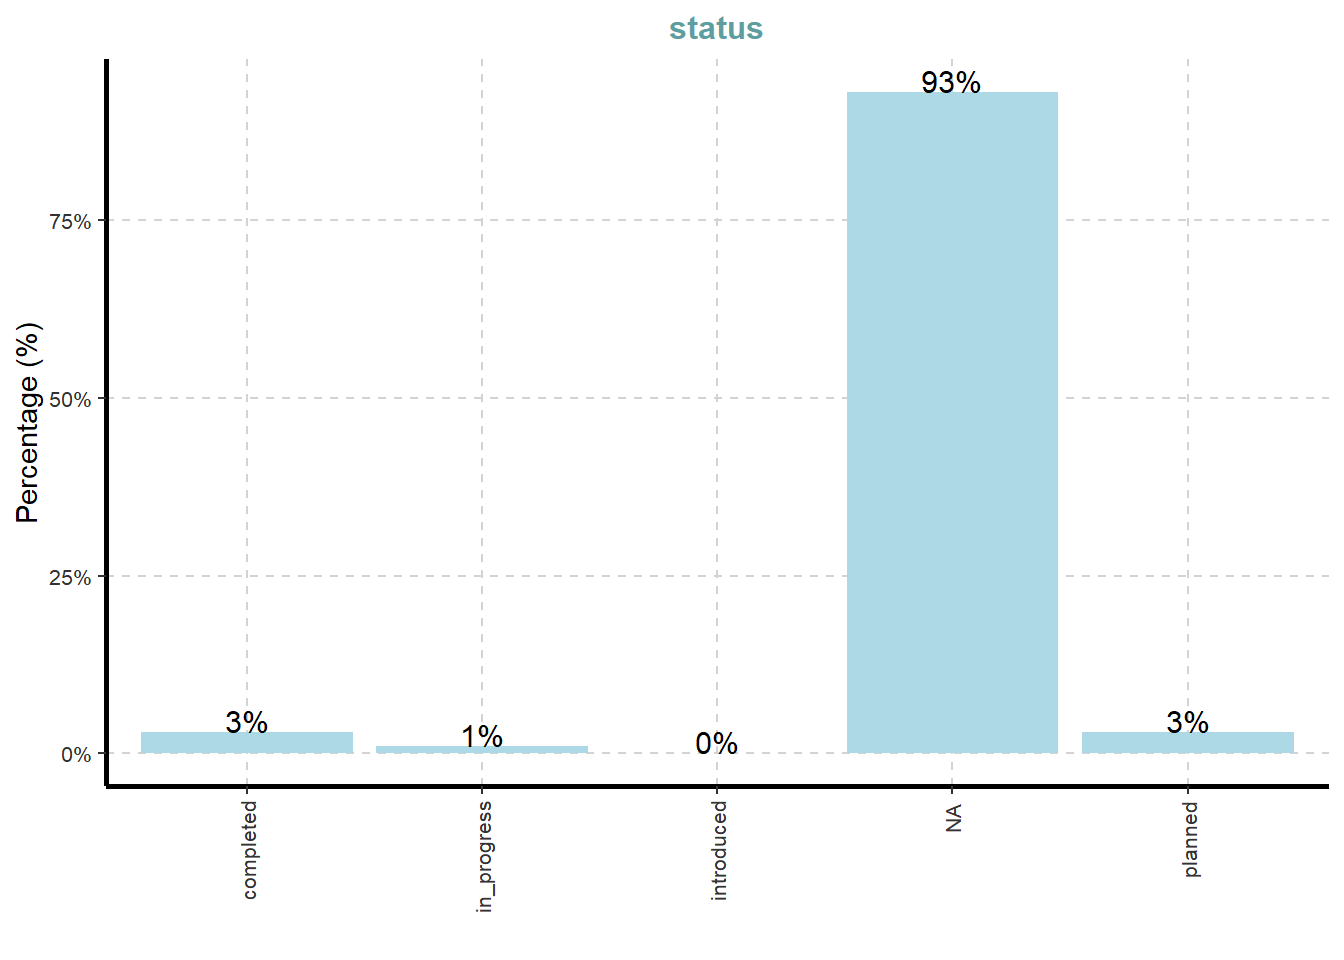 status
93%
75%
Percentage (%)
50%
25%
3%
1%
0%
3%
0%
completed
in_progress
introduced
NA
planned